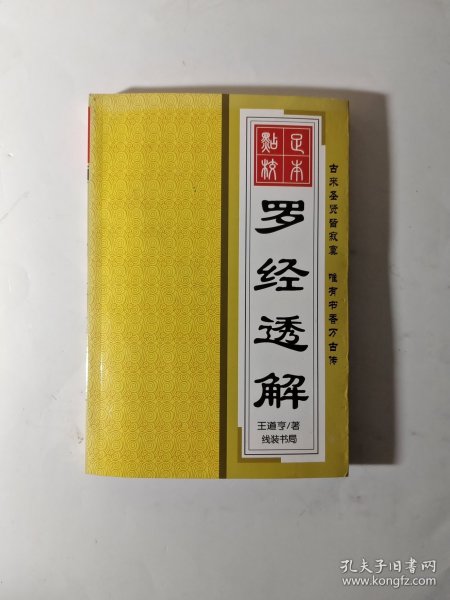 足本
點校
罗经透解
王道亨/著
线装书局
古来圣贤皆寂寞 唯有书香万古传
孔夫子旧书网
www.kongfz.com